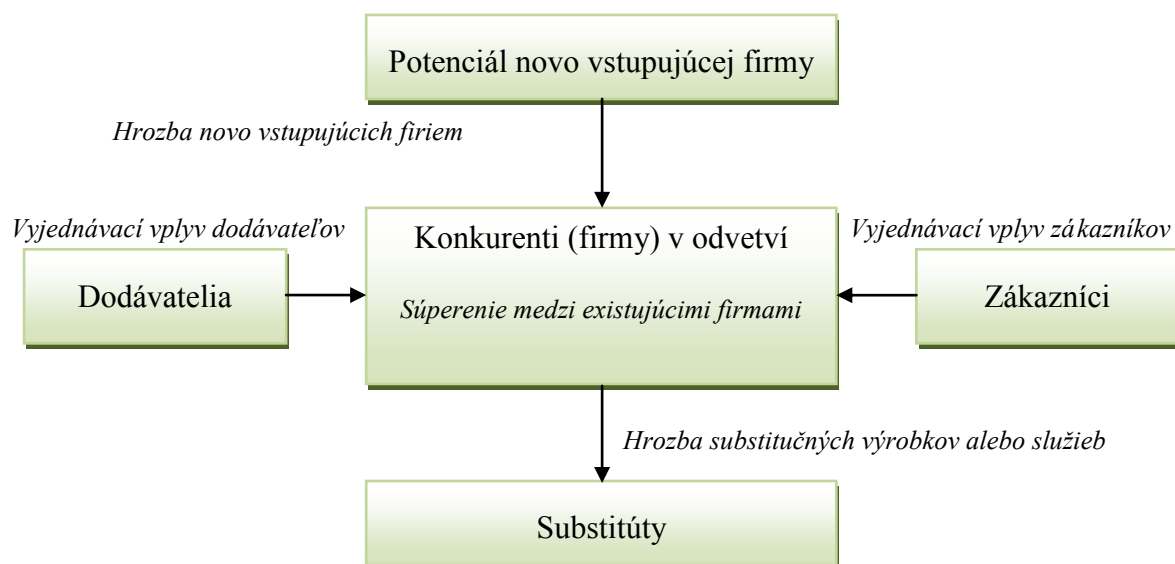 Potenciál novo vstupujúcej firmy
Hrozba novo vstupujúcich firiem
Vyjednávací vplyv dodávateľov
Dodávatelia
Konkurenti (firmy) v odvetví
Súperenie medzi existujúcimi firmami
Vyjednávací vplyv zákazníkov
Zákazníci
Hrozba substitučných výrobkov alebo služieb
Substitúty